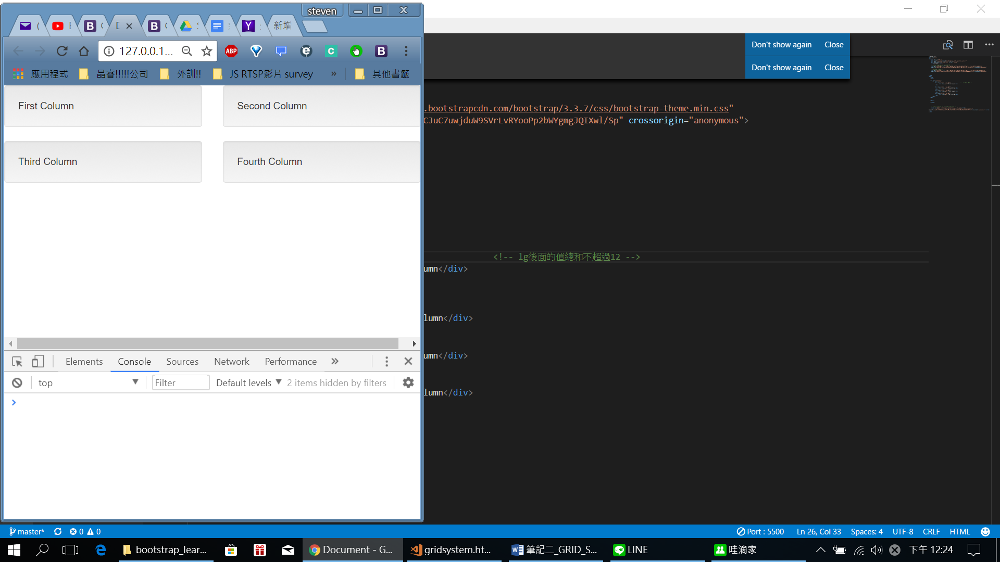 steven
新增
127.0.0.1...
ABP
應用程式
晶睿!!!!!公司
外訓!!
JS RTSP影片 survey
»
其他書籤
First Column
Second Column
Third Column
Fourth Column
Elements Console Sources Network Performance »
top
Filter
Default levels
2 items hidden by filters
Don't show again Close
Don't show again Close
.bootstrapcdn.com/bootstrap/3.3.7/css/bootstrap-theme.min.css"
CJuC7uwjduW9SVrLvRYooPp2bWYgmgJQIXwl/Sp" crossorigin="anonymous">
<!-- lg後面的值總和不超過12 -->
umn</div>
lumn</div>
umn</div>
lumn</div>
master* 0 0
Port : 5500 Ln 26, Col 33 Spaces: 4 UTF-8 CRLF HTML
bootstrap_lear...
Document - G...
gridsystem.ht...
筆記二_GRID_S...
LINE
哇滴家
下午 12:24